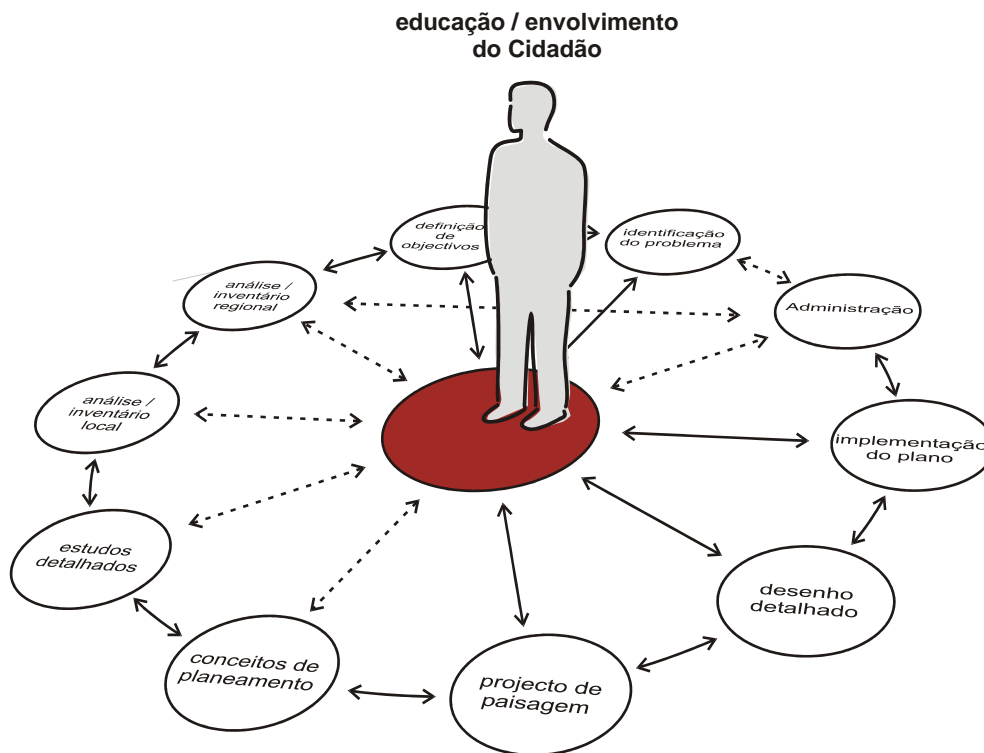 educação / envolvimento
do Cidadão
definição
de
objectivos
identificação
do problema
análise /
inventário
regional
Administração
análise /
inventário
local
implementação
do plano
estudos
detalhados
desenho
detalhado
conceitos de
planeamento
projecto de
paisagem